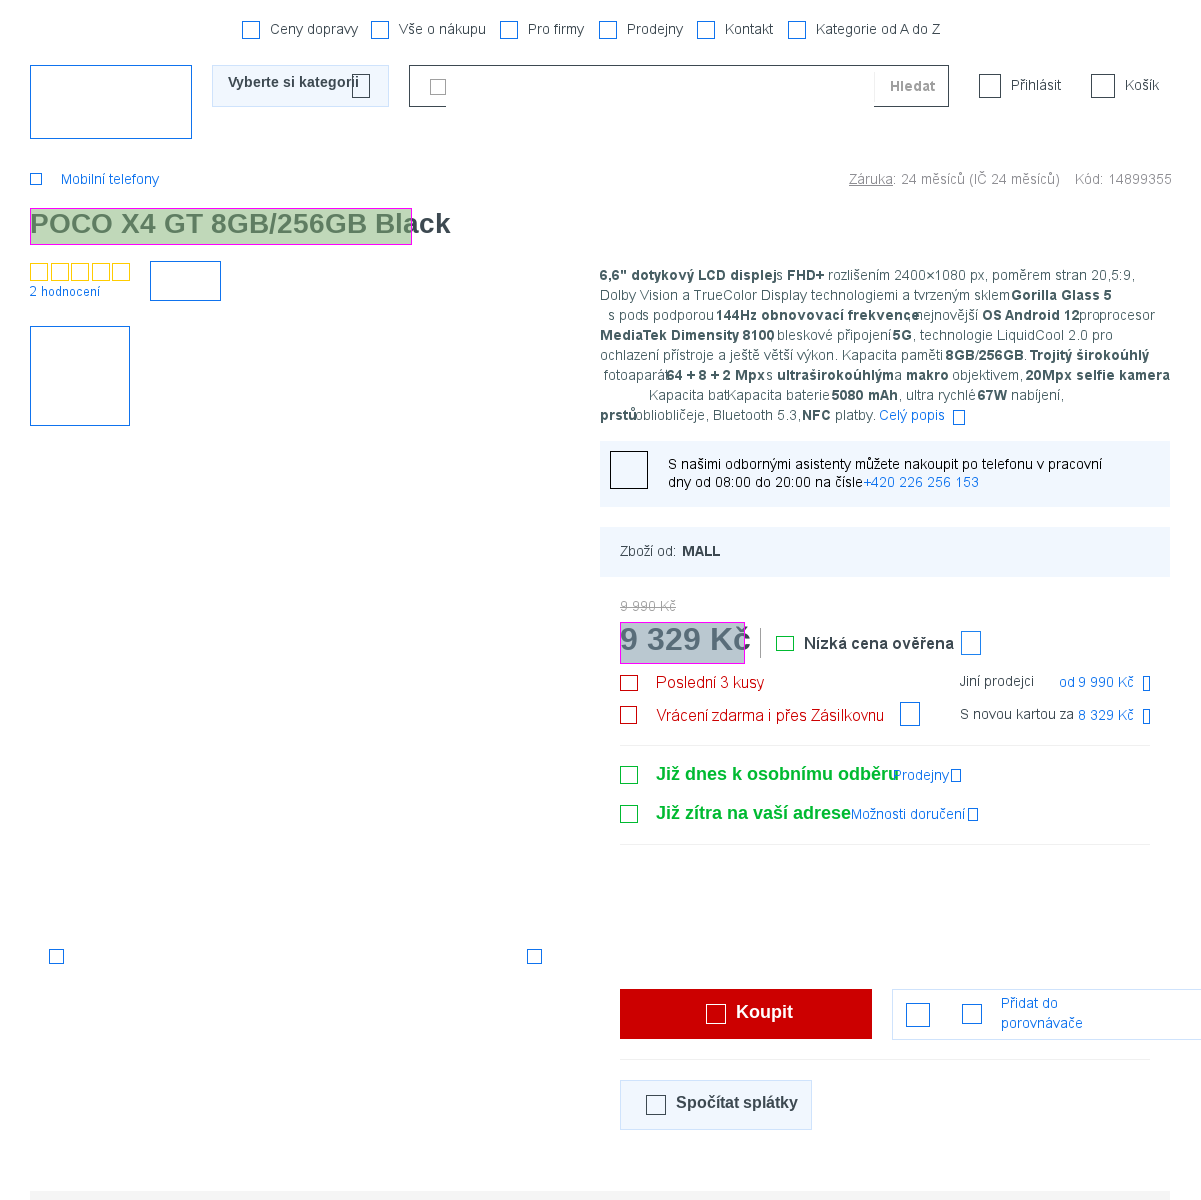 Ceny dopravy Vše o nákupu Pro firmy Prodejny Kontakt Kategorie od A do Z
Vyberte si kategorii Hledat Přihlásit Košík
Mobilní telefony Záruka: 24 měsíců (IČ 24 měsíců) Kód: 14899355
POCO X4 GT 8GB/256GB Black
2 hodnocení
6,6" dotykový LCD displej s FHD+ rozlišením 2400×1080 px, poměrem stran 20,5:9,
Dolby Vision a TrueColor Display technologiemi a tvrzeným sklem Gorilla Glass 5
s pods podporou 144Hz obnovovací frekvence, nejnovější OS Android 12 proprocesor
MediaTek Dimensity 8100, bleskové připojení 5G, technologie LiquidCool 2.0 pro
ochlazení přístroje a ještě větší výkon. Kapacita paměti 8GB/256GB. Trojitý širokoúhlý
fotoaparát 64 + 8 + 2 Mpx s ultraširokoúhlým a makro objektivem, 20Mpx selfie kamera
Kapacita bat Kapacita baterie 5080 mAh, ultra rychlé 67W nabíjení,
prstů obliobličeje, Bluetooth 5.3, NFC platby. Celý popis
S našimi odbornými asistenty můžete nakoupit po telefonu v pracovní
dny od 08:00 do 20:00 na čísle +420 226 256 153
Zboží od: MALL
9 990 Kč
9 329 Kč Nízká cena ověřena
Poslední 3 kusy Jiní prodejci od 9 990 Kč
Vrácení zdarma i přes Zásilkovnu S novou kartou za 8 329 Kč
Již dnes k osobnímu odběru Prodejny
Již zítra na vaší adrese Možnosti doručení
Koupit Přidat do
porovnávače
Spočítat splátky